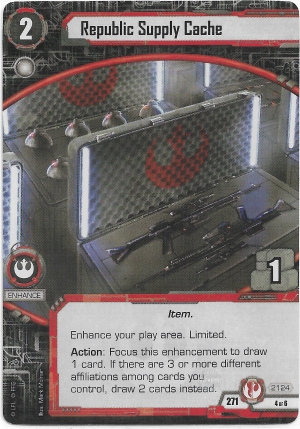 2
Republic Supply Cache
1
ENHANCE
Item.
Enhance your play area. Limited.
Action: Focus this enhancement to draw
1 card. If there are 3 or more different
affiliations among cards you
control, draw 2 cards instead.
2124
271
4 of 6